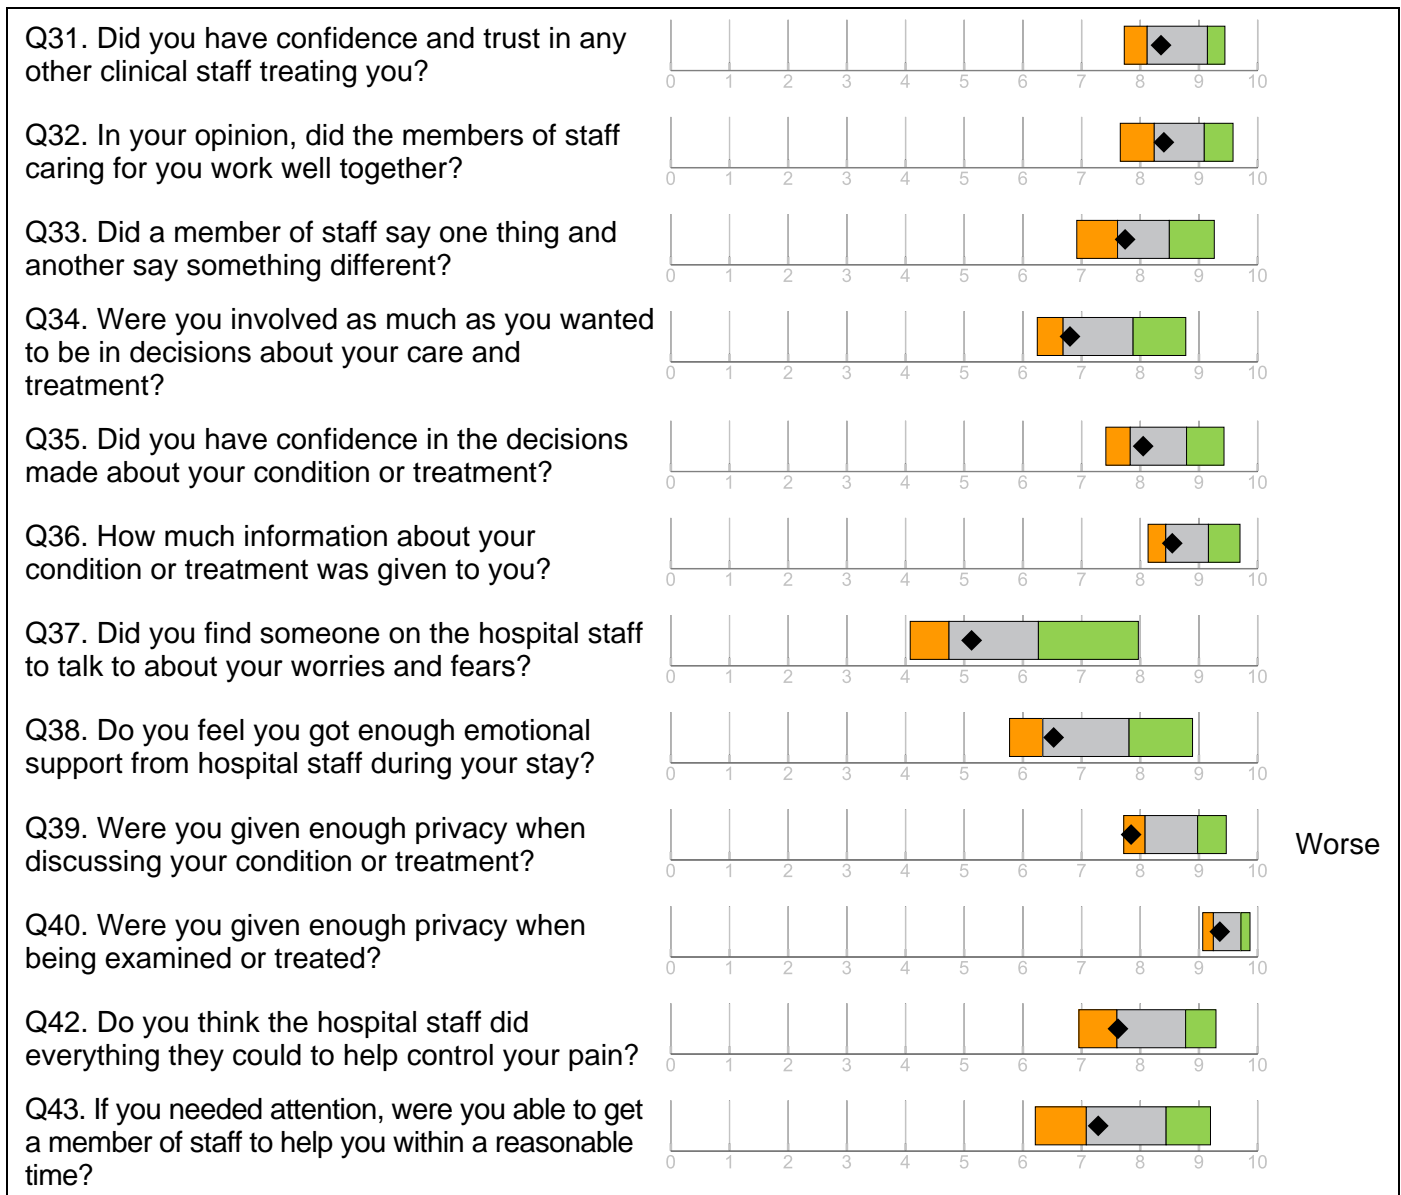 Q31. Did you have confidence and trust in any
other clinical staff treating you?
0 1 2 3 4 5 6 7 8 9 10
Q32. In your opinion, did the members of staff
caring for you work well together?
0 1 2 3 4 5 6 7 8 9 10
Q33. Did a member of staff say one thing and
another say something different?
0 1 2 3 4 5 6 7 8 9 10
Q34. Were you involved as much as you wanted
to be in decisions about your care and
treatment?
0 1 2 3 4 5 6 7 8 9 10
Q35. Did you have confidence in the decisions
made about your condition or treatment?
0 1 2 3 4 5 6 7 8 9 10
Q36. How much information about your
condition or treatment was given to you?
0 1 2 3 4 5 6 7 8 9 10
Q37. Did you find someone on the hospital staff
to talk to about your worries and fears?
0 1 2 3 4 5 6 7 8 9 10
Q38. Do you feel you got enough emotional
support from hospital staff during your stay?
0 1 2 3 4 5 6 7 8 9 10
Q39. Were you given enough privacy when
discussing your condition or treatment?
0 1 2 3 4 5 6 7 8 9 10
Worse
Q40. Were you given enough privacy when
being examined or treated?
0 1 2 3 4 5 6 7 8 9 10
Q42. Do you think the hospital staff did
everything they could to help control your pain?
0 1 2 3 4 5 6 7 8 9 10
Q43. If you needed attention, were you able to get
a member of staff to help you within a reasonable
time?
0 1 2 3 4 5 6 7 8 9 10